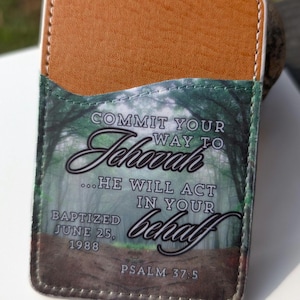 COMMIT YOUR
WAY TO
Jehovah
...HE WILL ACT
IN YOUR
behalf
BAPTIZED
JUNE 25,
1988
PSALM 37:5